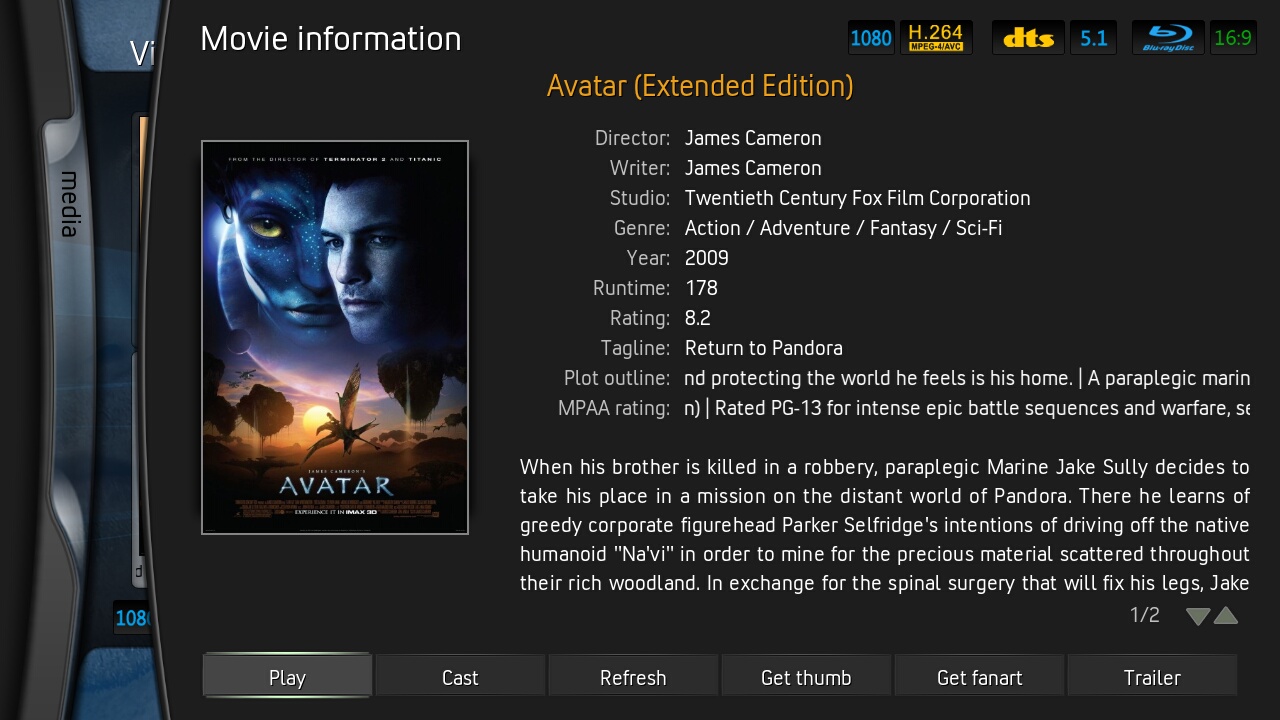 Vi
Movie information
1080
H.264
MPEG-4/AVC
dts
5.1
Blu-ray Disc
16:9
Avatar (Extended Edition)
media
Director: James Cameron
Writer: James Cameron
Studio: Twentieth Century Fox Film Corporation
Genre: Action / Adventure / Fantasy / Sci-Fi
Year: 2009
Runtime: 178
Rating: 8.2
Tagline: Return to Pandora
Plot outline: nd protecting the world he feels is his home. | A paraplegic marin
MPAA rating: n) | Rated PG-13 for intense epic battle sequences and warfare, se
FROM THE DIRECTOR OF TERMINATOR 2 AND TITANIC
JAMES CAMERON'S
AVATAR
EXPERIENCE IT IN IMAX 3D
When his brother is killed in a robbery, paraplegic Marine Jake Sully decides to
take his place in a mission on the distant world of Pandora. There he learns of
greedy corporate figurehead Parker Selfridge's intentions of driving off the native
humanoid "Na'vi" in order to mine for the precious material scattered throughout
their rich woodland. In exchange for the spinal surgery that will fix his legs, Jake
d
1080
1/2
Play
Cast
Refresh
Get thumb
Get fanart
Trailer